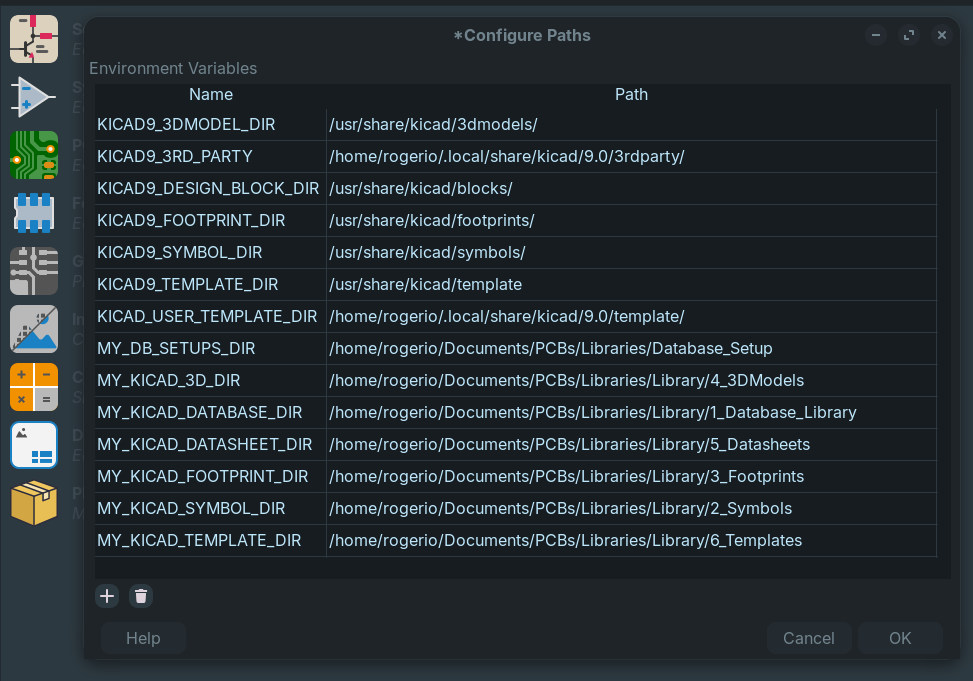 *Configure Paths
Environment Variables
Name Path
KICAD9_3DMODEL_DIR /usr/share/kicad/3dmodels/
KICAD9_3RD_PARTY /home/rogerio/.local/share/kicad/9.0/3rdparty/
KICAD9_DESIGN_BLOCK_DIR /usr/share/kicad/blocks/
KICAD9_FOOTPRINT_DIR /usr/share/kicad/footprints/
KICAD9_SYMBOL_DIR /usr/share/kicad/symbols/
KICAD9_TEMPLATE_DIR /usr/share/kicad/template
KICAD_USER_TEMPLATE_DIR /home/rogerio/.local/share/kicad/9.0/template/
MY_DB_SETUPS_DIR /home/rogerio/Documents/PCBs/Libraries/Database_Setup
MY_KICAD_3D_DIR /home/rogerio/Documents/PCBs/Libraries/Library/4_3DModels
MY_KICAD_DATABASE_DIR /home/rogerio/Documents/PCBs/Libraries/Library/1_Database_Library
MY_KICAD_DATASHEET_DIR /home/rogerio/Documents/PCBs/Libraries/Library/5_Datasheets
MY_KICAD_FOOTPRINT_DIR /home/rogerio/Documents/PCBs/Libraries/Library/3_Footprints
MY_KICAD_SYMBOL_DIR /home/rogerio/Documents/PCBs/Libraries/Library/2_Symbols
MY_KICAD_TEMPLATE_DIR /home/rogerio/Documents/PCBs/Libraries/Library/6_Templates
Help Cancel OK